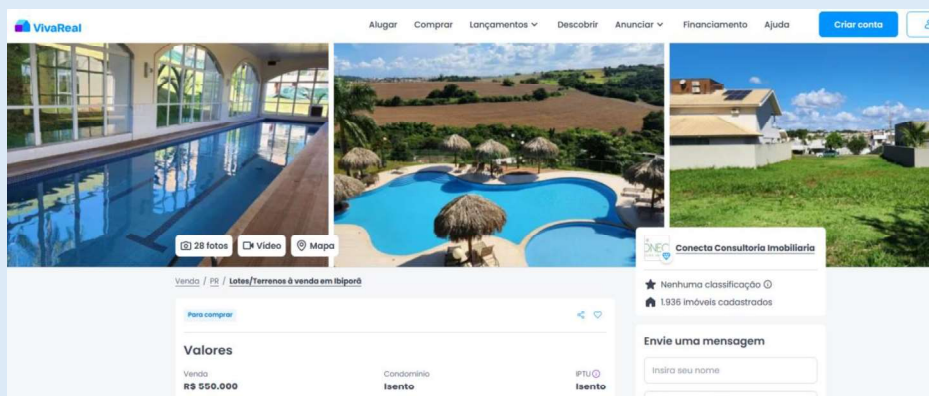 VivaReal
Alugar Comprar Lançamentos Descobrir Anunciar Financiamento Ajuda Criar conta
28 fotos Vídeo Mapa
Conecta Consultoria Imobiliaria
Venda / PR / Lotes/Terrenos à venda em Ibiporã
Nenhuma classificação
1.936 imóveis cadastrados
Para comprar
Valores
Envie uma mensagem
Venda Condomínio IPTU
R$ 550.000 Isento Isento
Insira seu nome